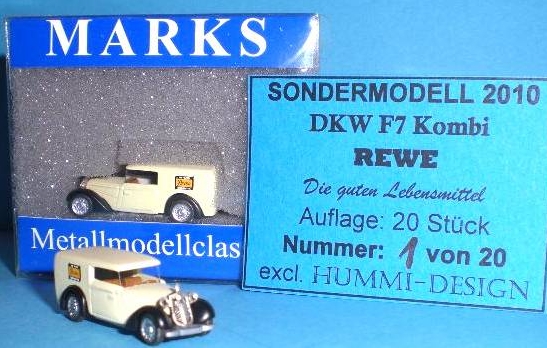 MARKS
Metallmodellclas
SONDERMODELL 2010
DKW F7 Kombi
REWE
Die guten Lebensmittel
Auflage: 20 Stück
Nummer: 1 von 20
excl. HUMMI-DESIGN